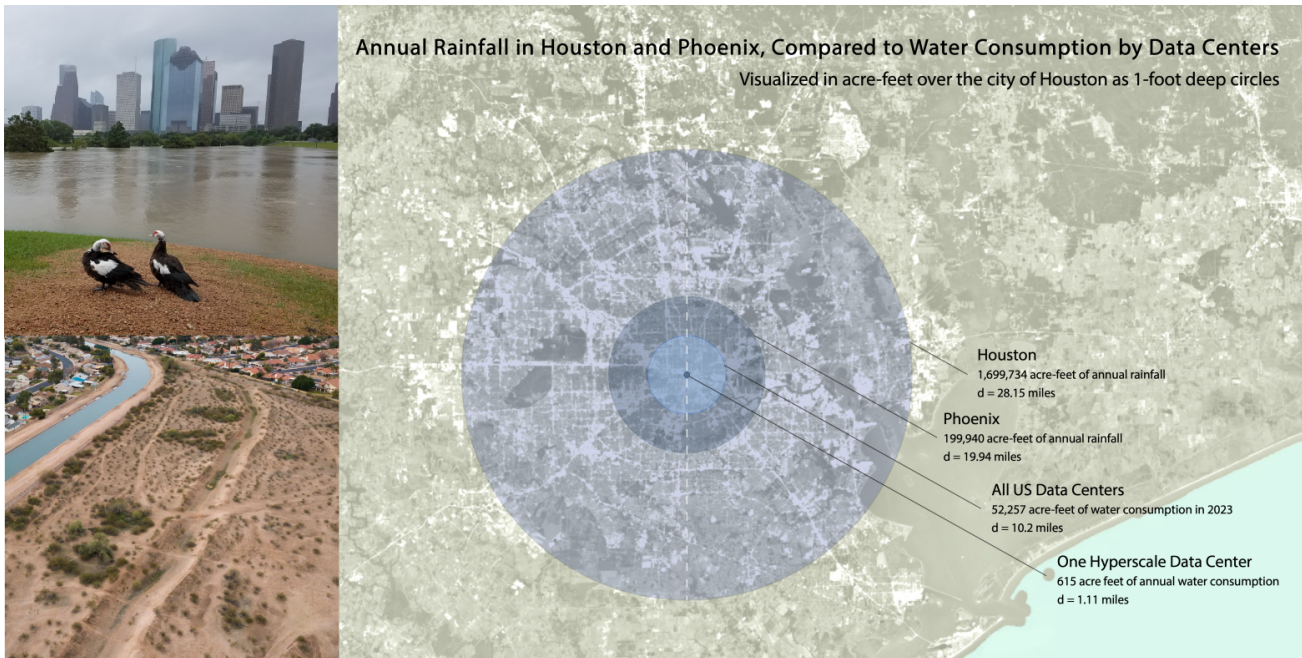 Annual Rainfall in Houston and Phoenix, Compared to Water Consumption by Data Centers
Visualized in acre-feet over the city of Houston as 1-foot deep circles
Houston
1,699,734 acre-feet of annual rainfall
d = 28.15 miles
Phoenix
199,940 acre-feet of annual rainfall
d = 19.94 miles
All US Data Centers
52,257 acre-feet of water consumption in 2023
d = 10.2 miles
One Hyperscale Data Center
615 acre feet of annual water consumption
d = 1.11 miles